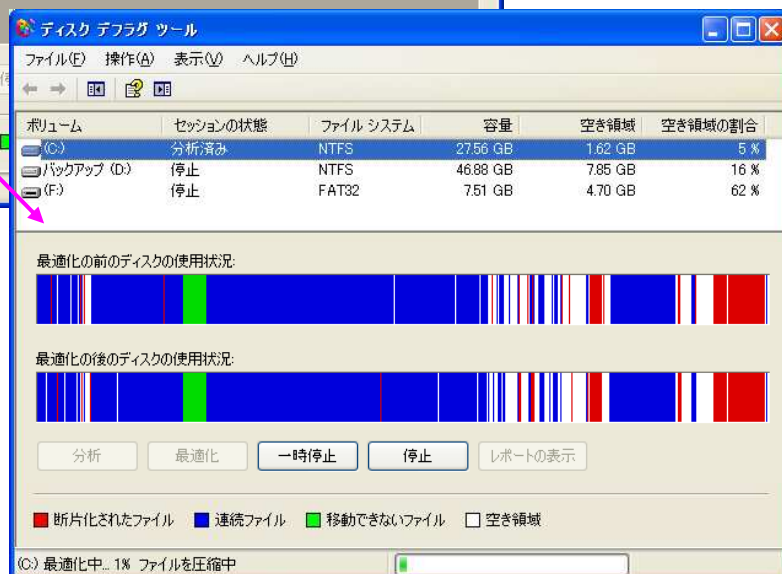 ディスク デフラグ ツール
ファイル(F) 操作(A) 表示(V) ヘルプ(H)
ボリューム セッションの状態 ファイル システム 容量 空き領域 空き領域の割合
(C:) 分析済み NTFS 27.56 GB 1.62 GB 5 %
バックアップ (D:) 停止 NTFS 46.88 GB 7.85 GB 16 %
(F:) 停止 FAT32 7.51 GB 4.70 GB 62 %
最適化の前のディスクの使用状況:
最適化の後のディスクの使用状況:
分析 最適化 一時停止 停止 レポートの表示
断片化されたファイル 連続ファイル 移動できないファイル 空き領域
(C:) 最適化中... 1% ファイルを圧縮中